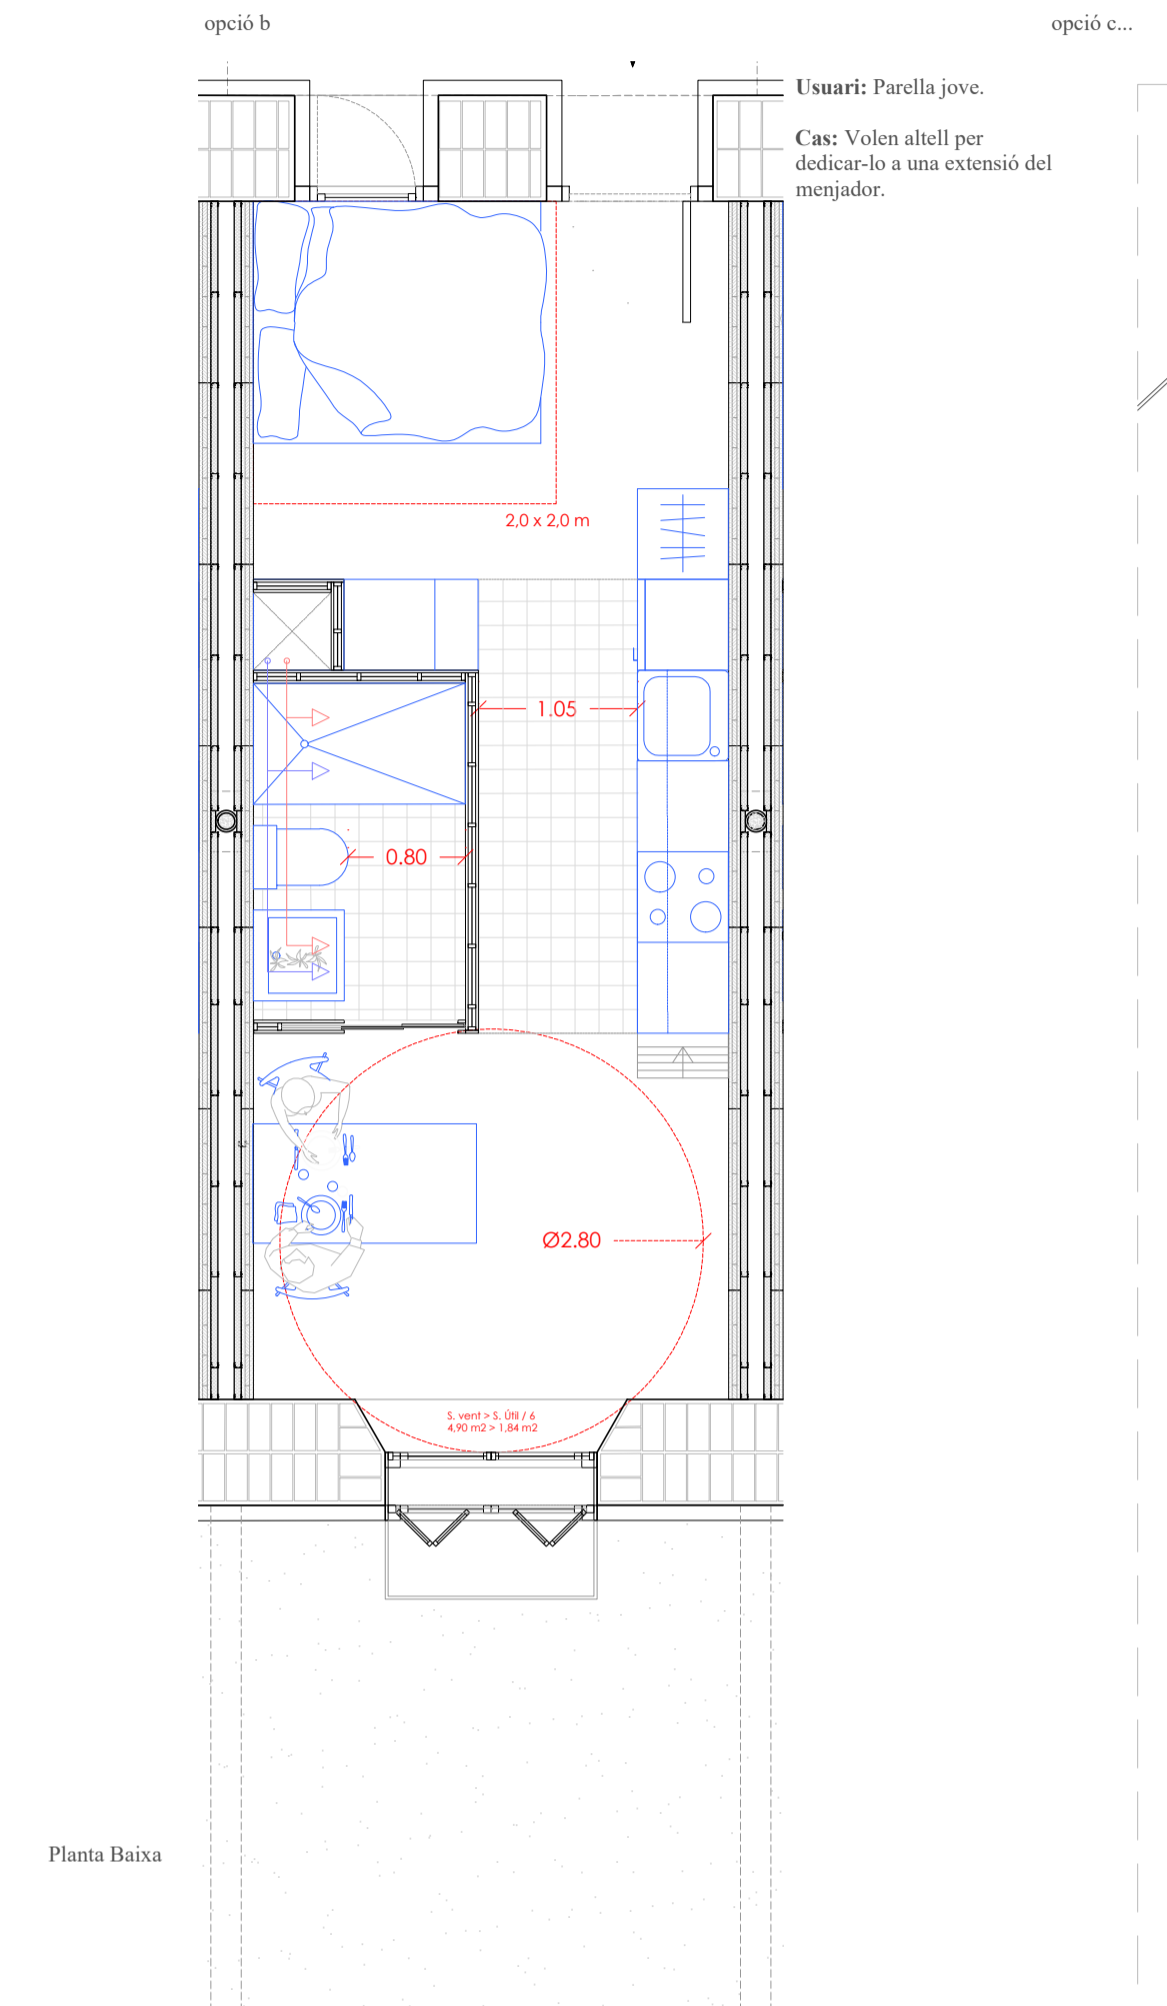 opció b
opció c...
Usuari: Parella jove.
Cas: Volen altell per
dedicar-lo a una extensió del
menjador.
2,0 x 2,0 m
1.05
0.80
Ø2.80
S. vent > S. Útil / 6
4,90 m2 > 1,84 m2
Planta Baixa